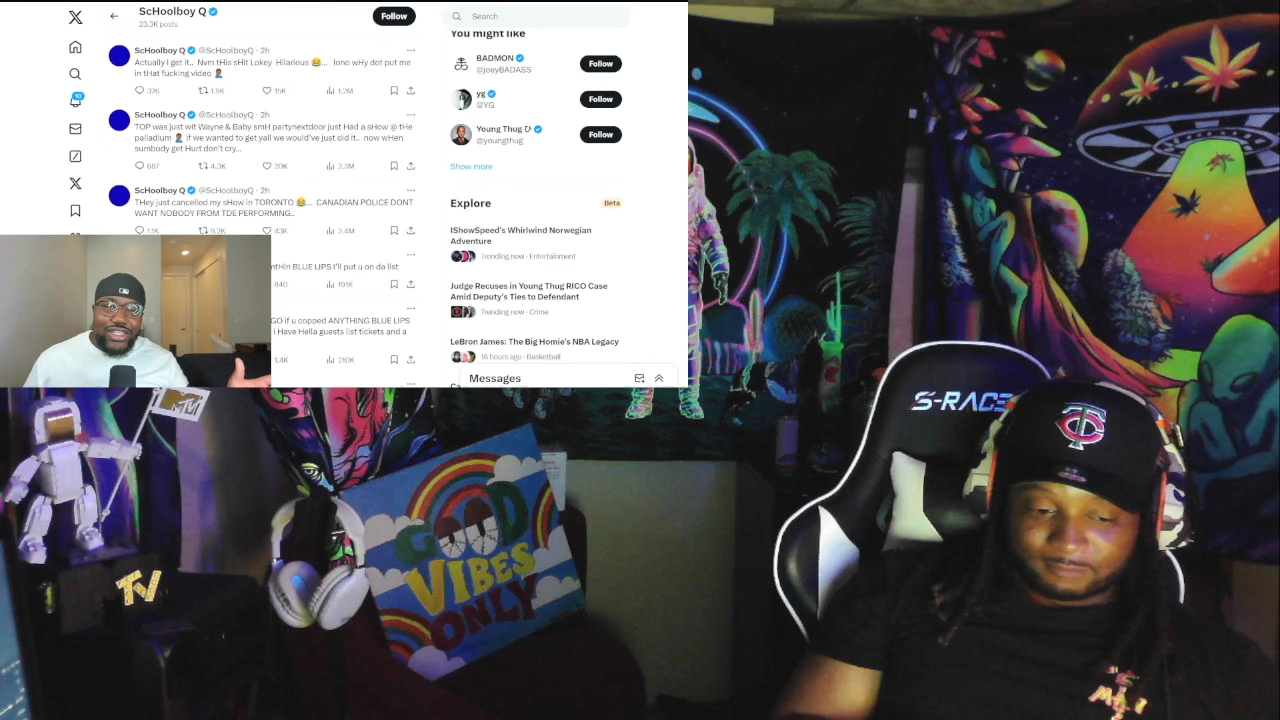 ScHoolboy Q
23.3K posts
Follow
ScHoolboy Q @ScHoolboyQ · 2h
Actually I get it.. Nvm tHis sHit Lokey Hilarious 😂... Iono wHy dot put me
in tHat fucking video 🤦🏾‍♂️
326 1.9K 15K 1.2M
ScHoolboy Q @ScHoolboyQ · 2h
TOP was just wit Wayne & Baby smH partynextdoor just Had a sHow @ tHe
palladium 🤦🏾‍♂️ if we wanted to get yall we would've just did it.. now wHen
sumbody get Hurt don't cry...
687 4.3K 20K 2.3M
ScHoolboy Q @ScHoolboyQ · 2h
THey just cancelled my sHow in TORONTO 😂... CANADIAN POLICE DONT
WANT NOBODY FROM TDE PERFORMING..
1.1K 9.2K 43K 2.4M
ntHin BLUE LIPS I'll put u on da list
840 191K
GO if u copped ANYTHING BLUE LIPS
i Have Hella guests list tickets and a
1.4K 210K
10
Search
You might like
BADMON
@joeyBADASS
Follow
yg
@YG
Follow
Young Thug ひ
@youngthug
Follow
Show more
Explore
Beta
IShowSpeed's Whirlwind Norwegian
Adventure
Trending now · Entertainment
Judge Recuses in Young Thug RICO Case
Amid Deputy's Ties to Defendant
Trending now · Crime
LeBron James: The Big Homie's NBA Legacy
16 hours ago · Basketball
Messages
S-RACE
TC
MTV
TV
GOOD
VIBES
ONLY